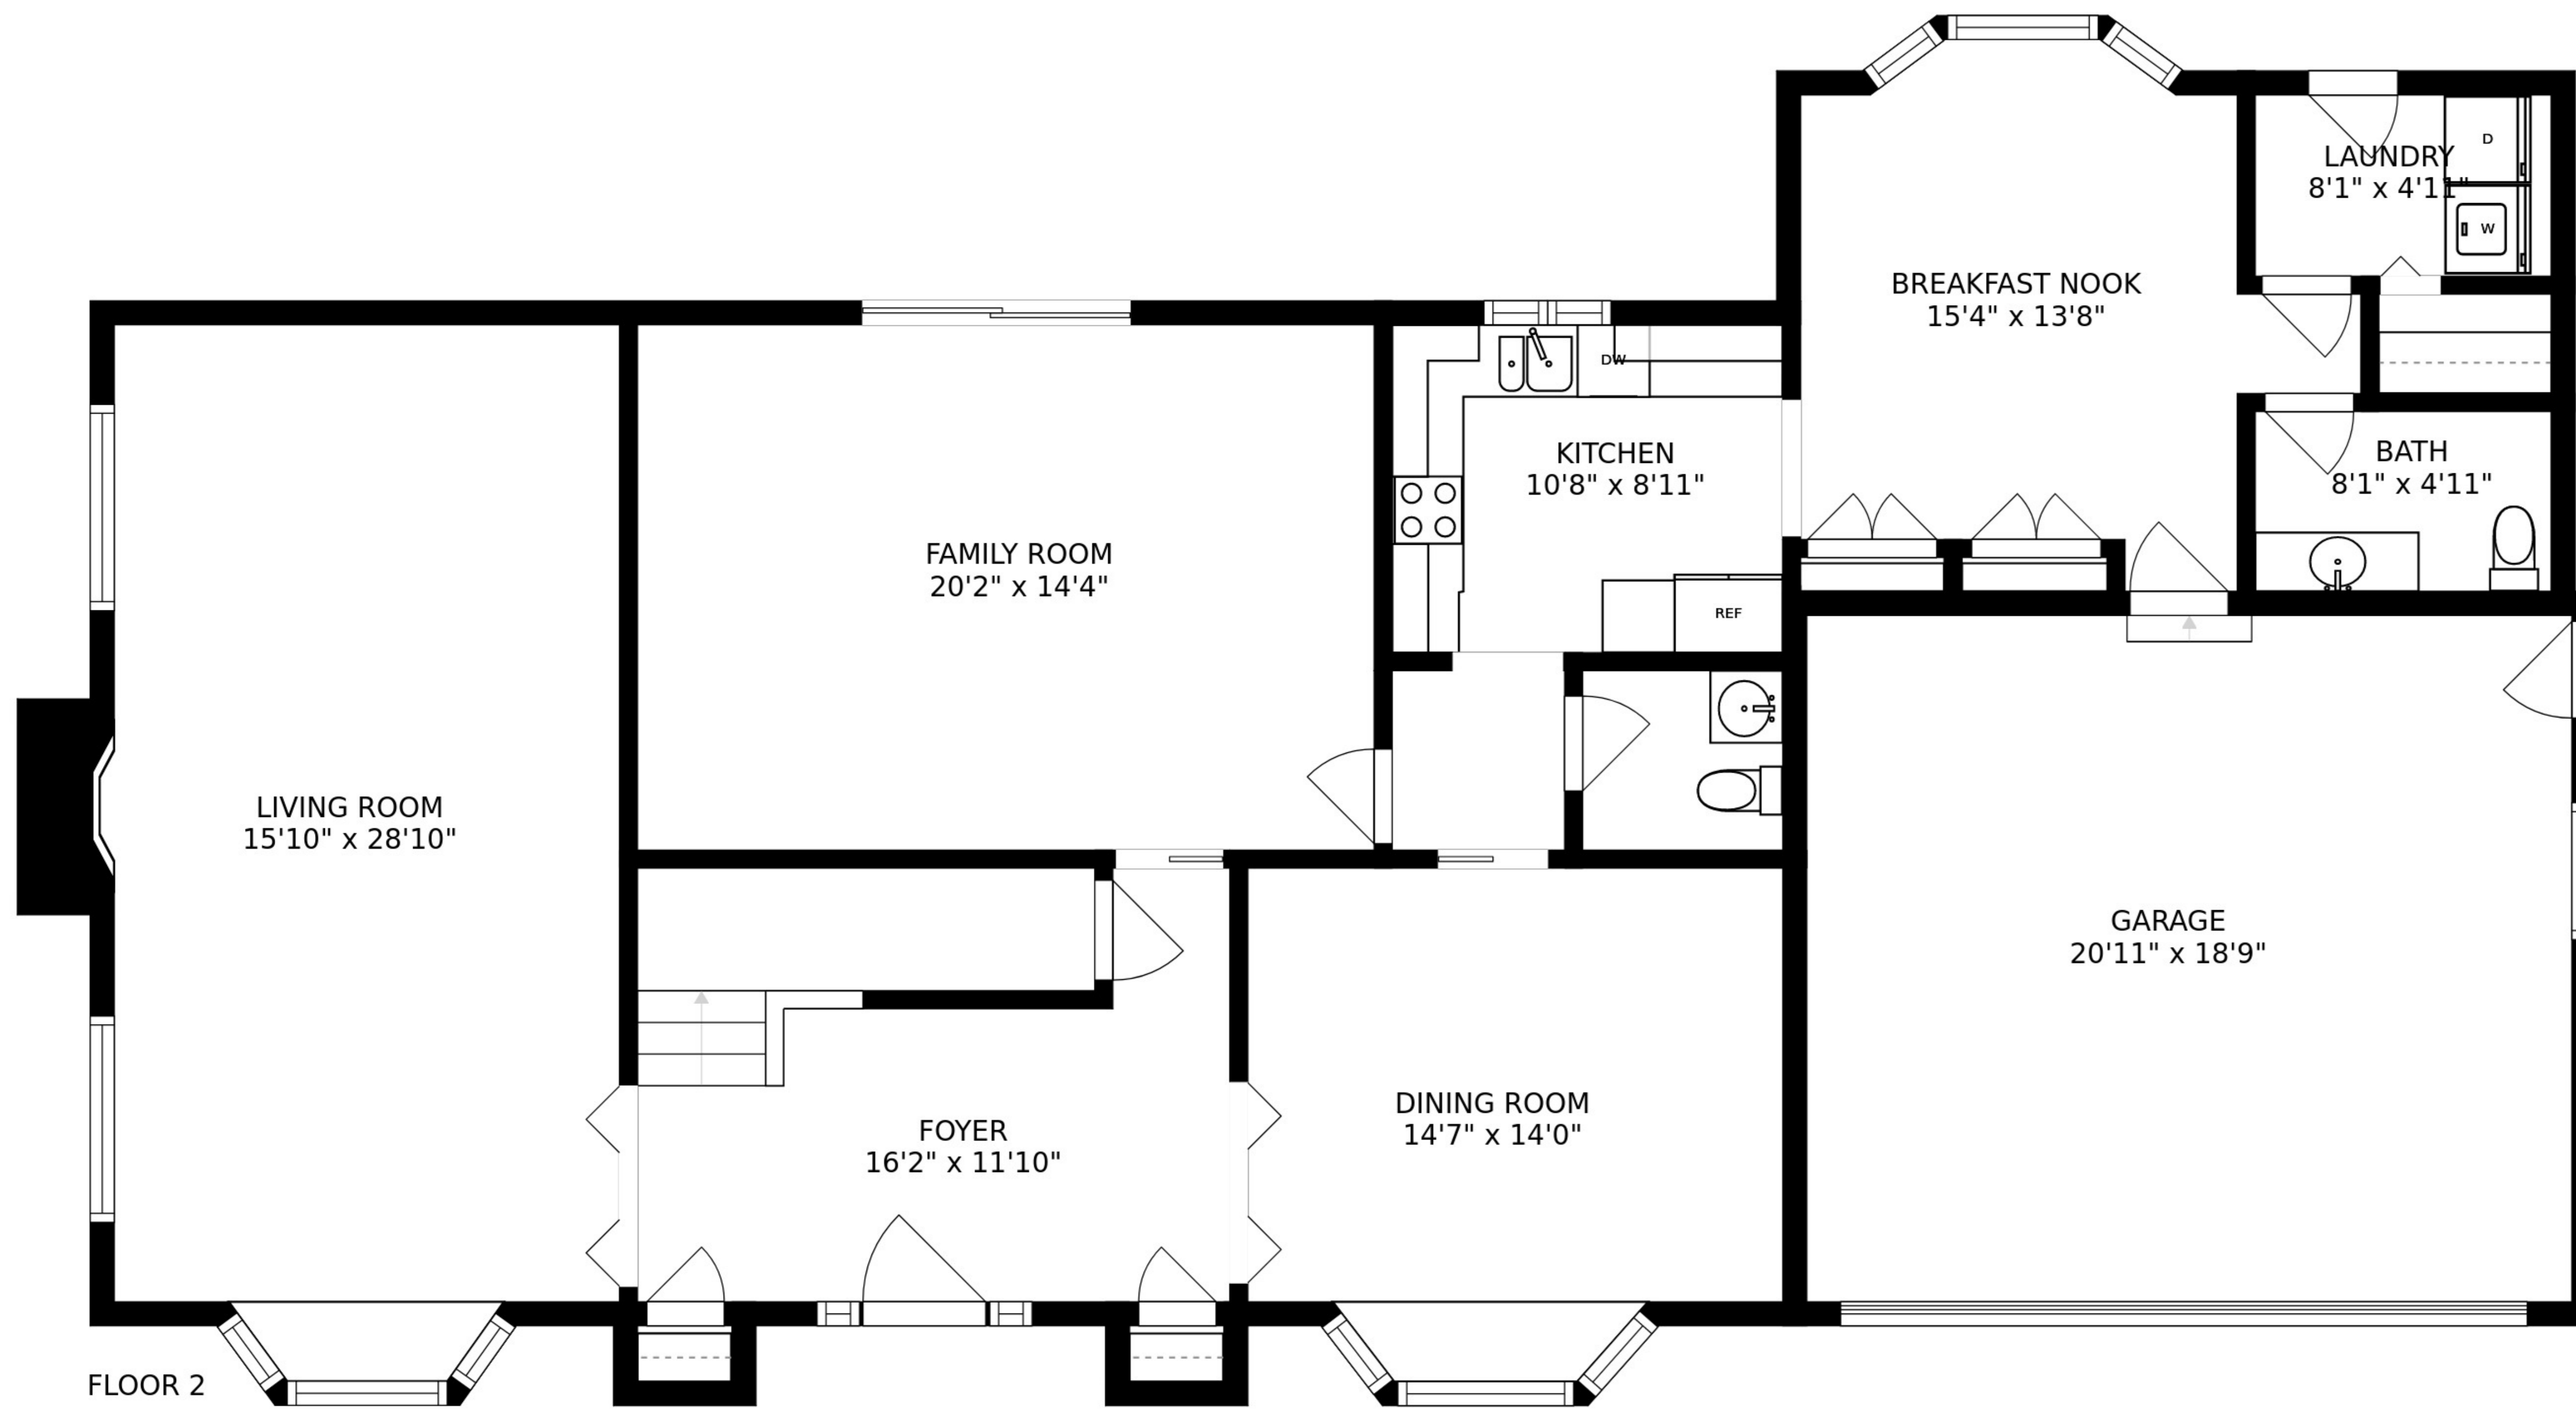 D
LAUNDRY
8'1" x 4'11"
W
BREAKFAST NOOK
15'4" x 13'8"
DW
KITCHEN
10'8" x 8'11"
BATH
8'1" x 4'11"
FAMILY ROOM
20'2" x 14'4"
REF
LIVING ROOM
15'10" x 28'10"
GARAGE
20'11" x 18'9"
DINING ROOM
14'7" x 14'0"
FOYER
16'2" x 11'10"
FLOOR 2